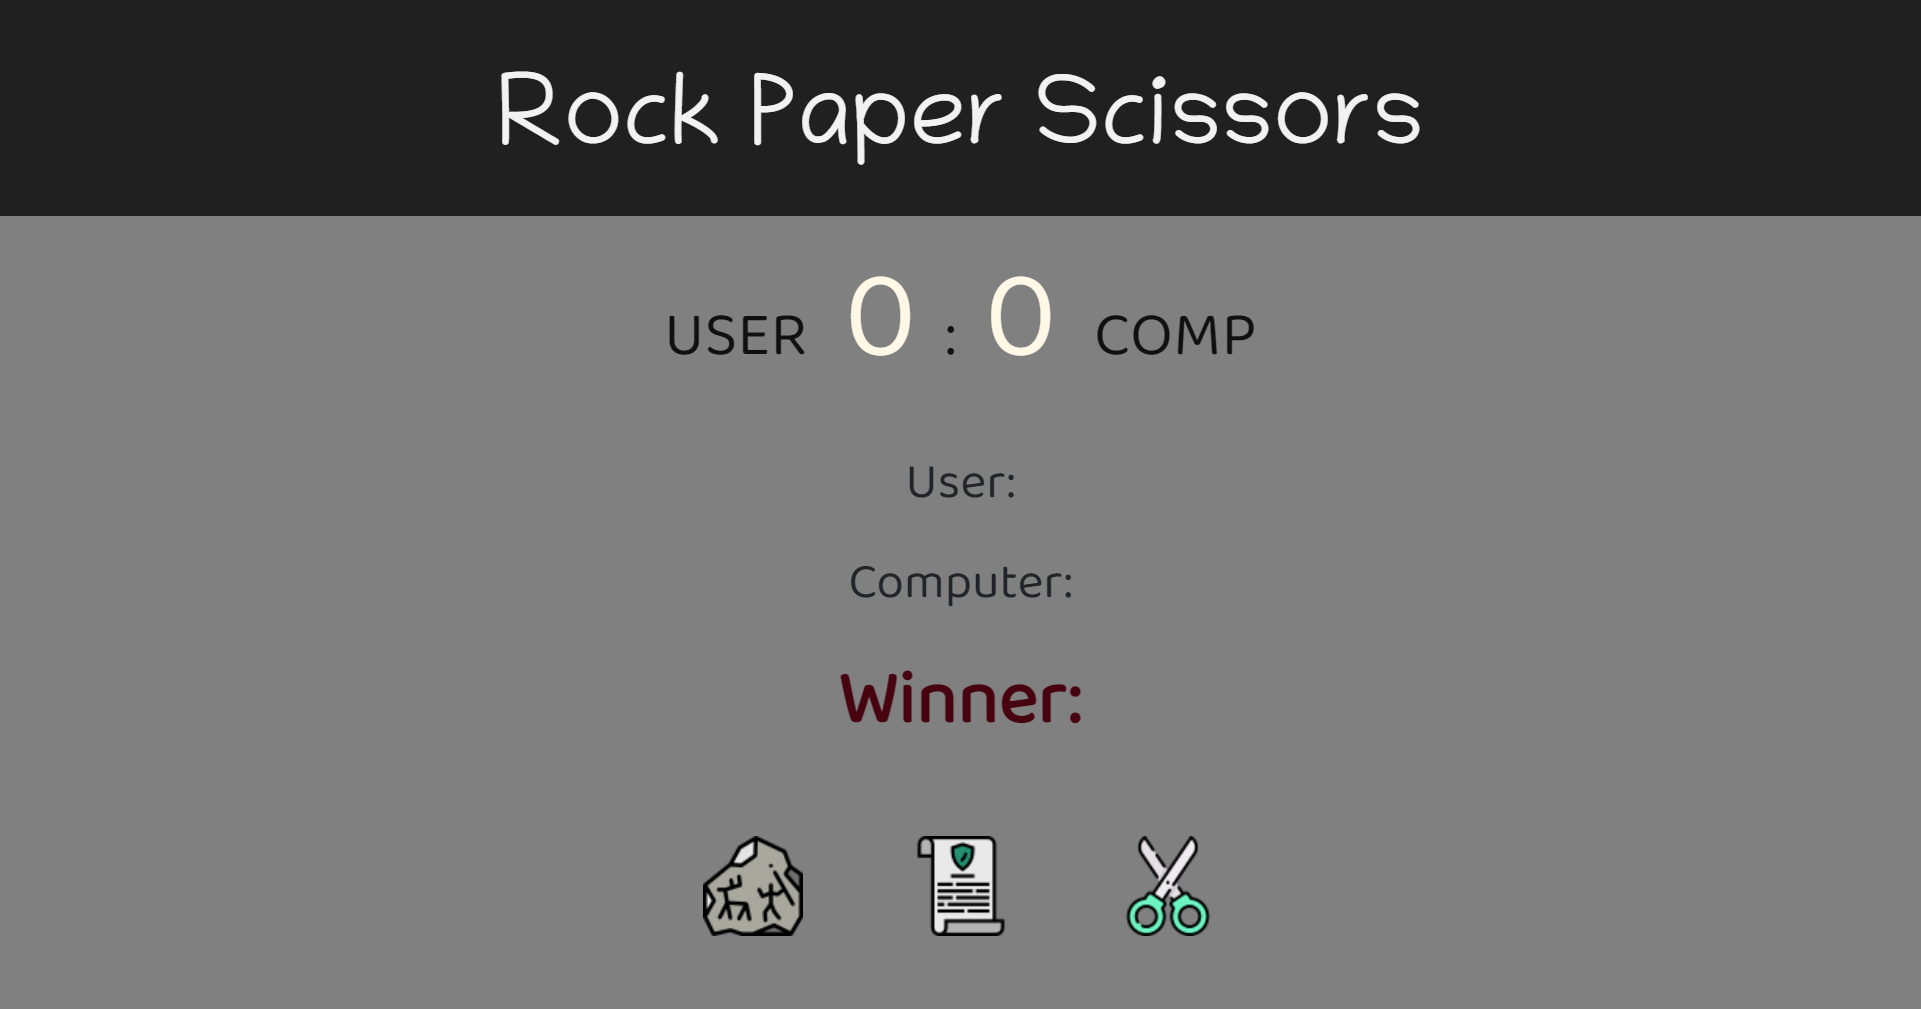 Rock Paper Scissors
USER 0 : 0 COMP
User:
Computer:
Winner: